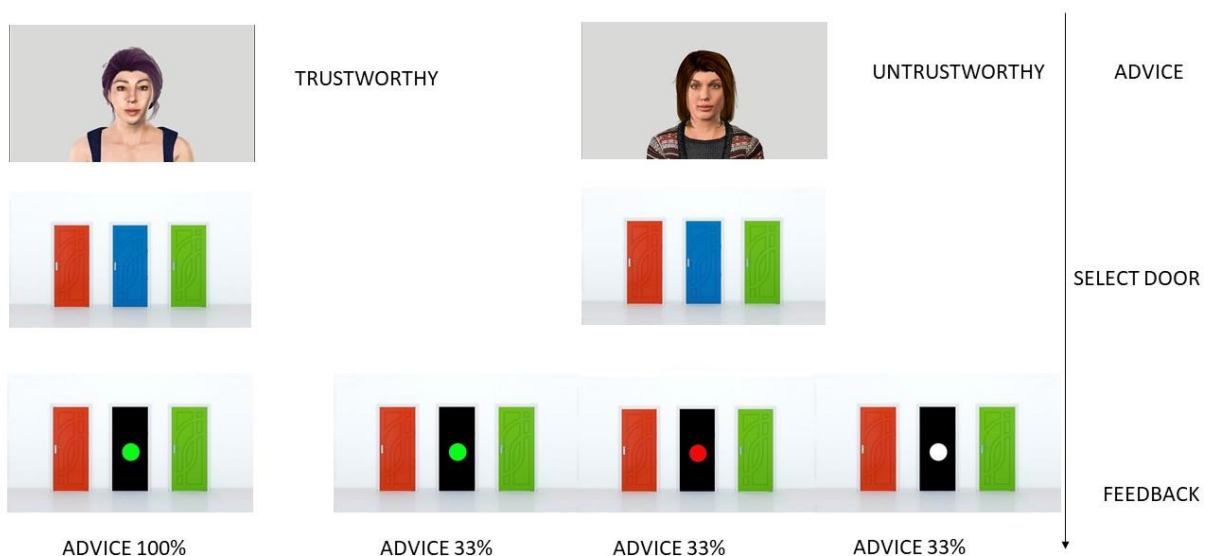 TRUSTWORTHY
UNTRUSTWORTHY
ADVICE
SELECT DOOR
FEEDBACK
ADVICE 100%
ADVICE 33%
ADVICE 33%
ADVICE 33%